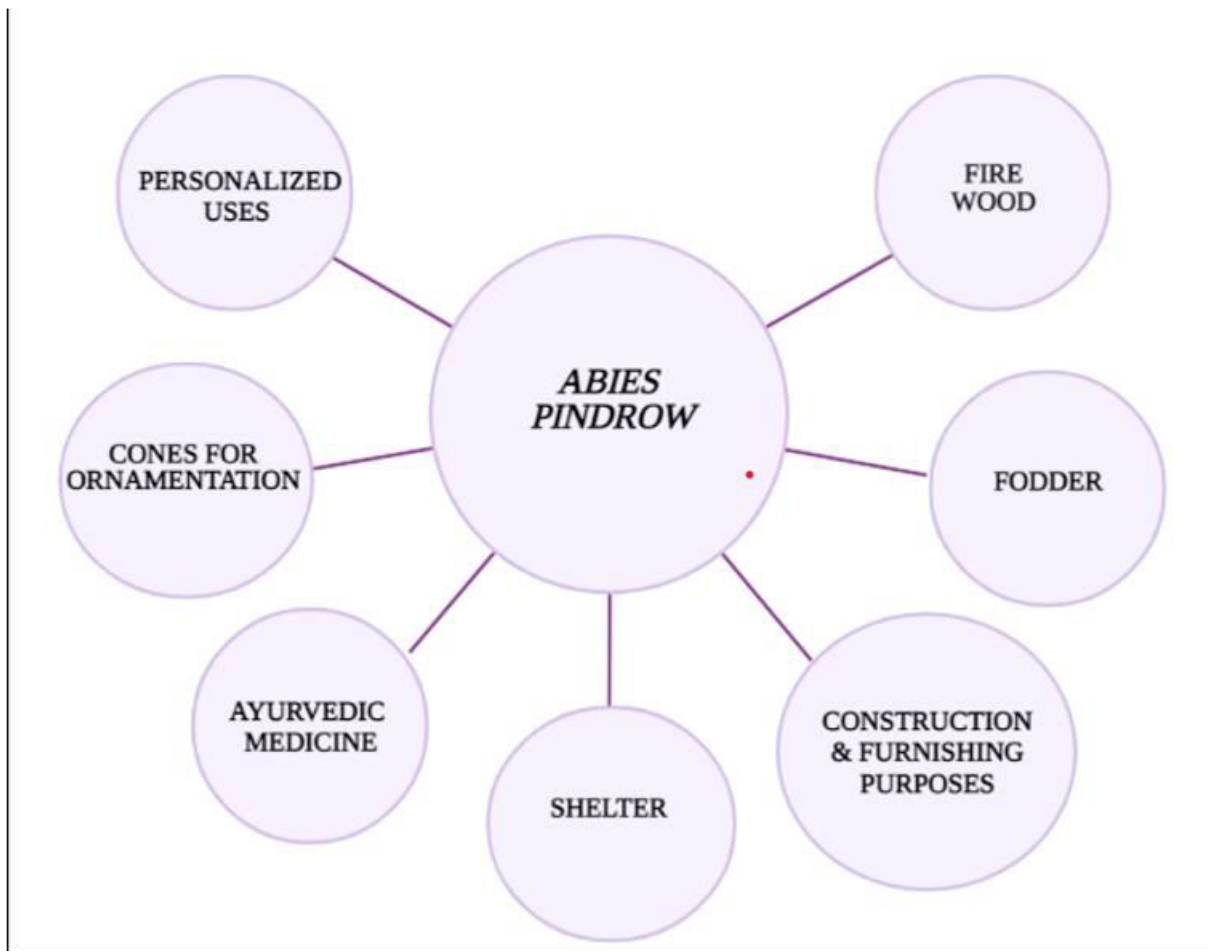 PERSONALIZED
USES
FIRE
WOOD
ABIES
PINDROW
CONES FOR
ORNAMENTATION
FODDER
AYURVEDIC
MEDICINE
SHELTER
CONSTRUCTION
& FURNISHING
PURPOSES